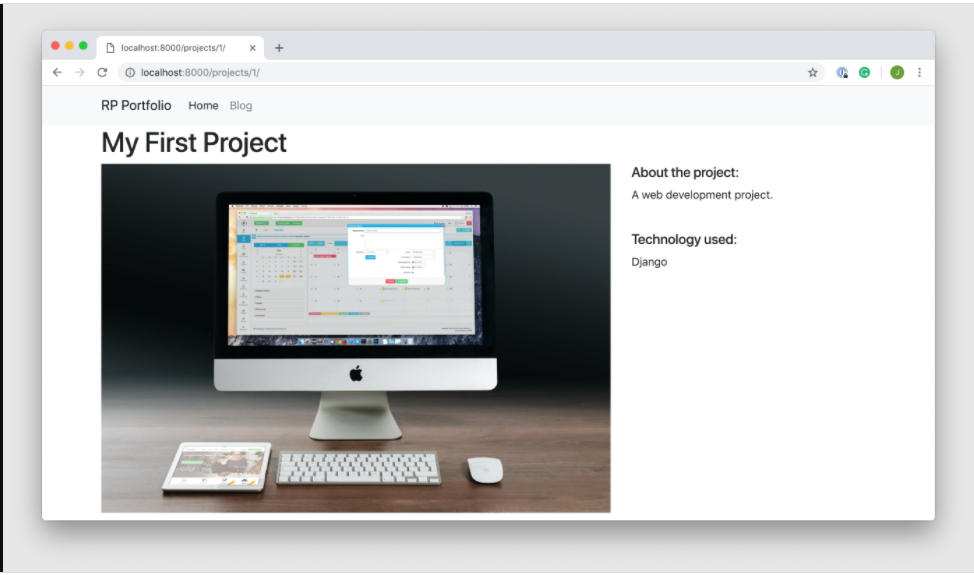 localhost:8000/projects/1/
localhost:8000/projects/1/
J
RP Portfolio Home Blog
My First Project
About the project:
A web development project.
Technology used:
Django